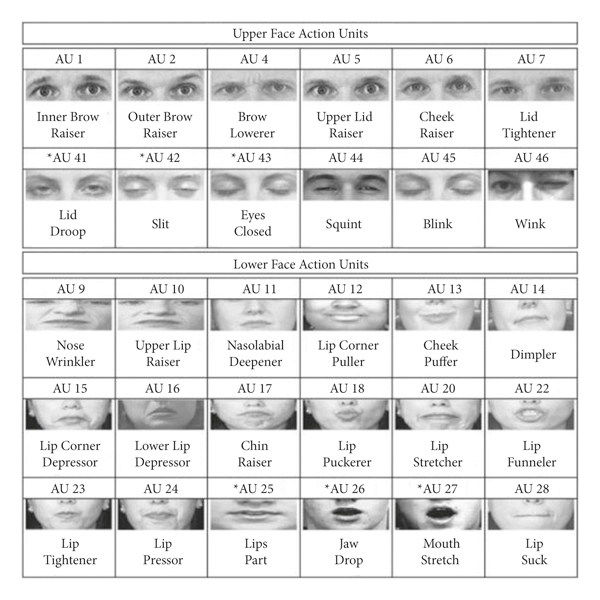 Upper Face Action Units
AU 1 AU 2 AU 4 AU 5 AU 6 AU 7
Inner Brow Outer Brow Brow Upper Lid Cheek Lid
Raiser Raiser Lowerer Raiser Raiser Tightener
*AU 41 *AU 42 *AU 43 AU 44 AU 45 AU 46
Lid Slit Eyes Squint Blink Wink
Droop Closed
Lower Face Action Units
AU 9 AU 10 AU 11 AU 12 AU 13 AU 14
Nose Upper Lip Nasolabial Lip Corner Cheek Dimpler
Wrinkler Raiser Deepener Puller Puffer
AU 15 AU 16 AU 17 AU 18 AU 20 AU 22
Lip Corner Lower Lip Chin Lip Lip Lip
Depressor Depressor Raiser Puckerer Stretcher Funneler
AU 23 AU 24 *AU 25 *AU 26 *AU 27 AU 28
Lip Lip Lips Jaw Mouth Lip
Tightener Pressor Part Drop Stretch Suck